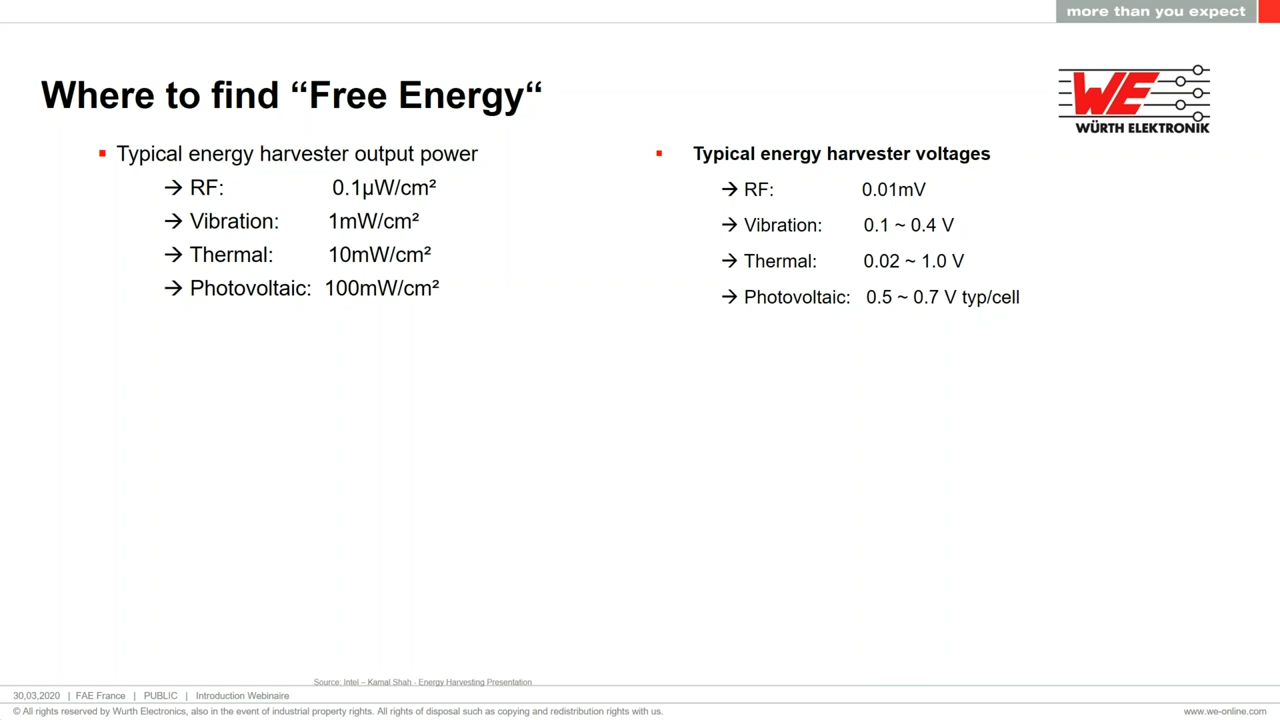 more than you expect
Where to find “Free Energy“
WE
WÜRTH ELEKTRONIK
▪ Typical energy harvester output power
→ RF: 0.1µW/cm²
→ Vibration: 1mW/cm²
→ Thermal: 10mW/cm²
→ Photovoltaic: 100mW/cm²
▪ Typical energy harvester voltages
→ RF: 0.01mV
→ Vibration: 0.1 ~ 0.4 V
→ Thermal: 0.02 ~ 1.0 V
→ Photovoltaic: 0.5 ~ 0.7 V typ/cell
Source: Intel – Kamal Shah - Energy Harvesting Presentation
30,03,2020 | FAE France | PUBLIC | Introduction Webinaire
© All rights reserved by Wurth Electronics, also in the event of industrial property rights. All rights of disposal such as copying and redistribution rights with us.
www.we-online.com